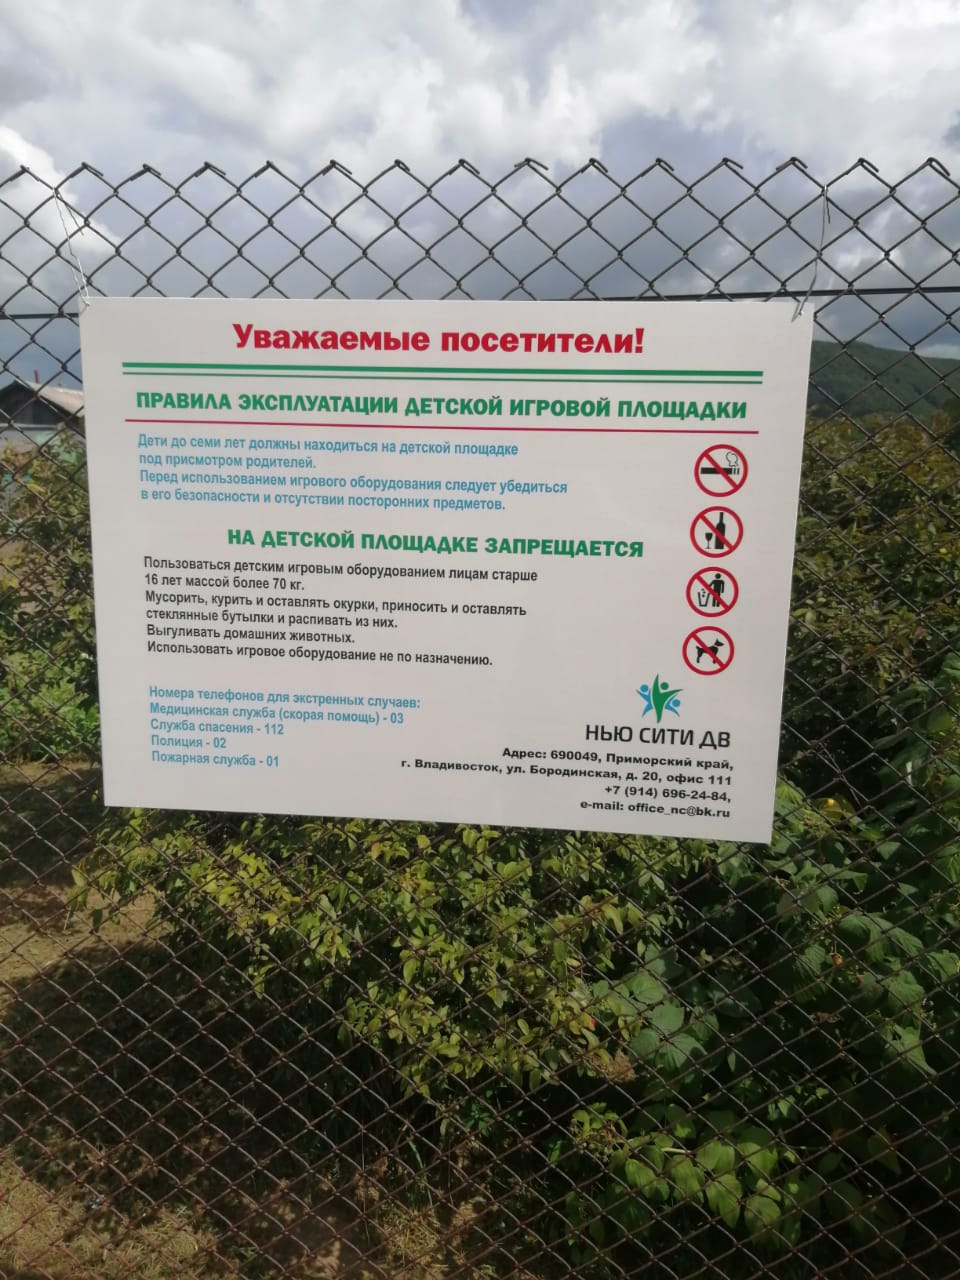 Уважаемые посетители!
ПРАВИЛА ЭКСПЛУАТАЦИИ ДЕТСКОЙ ИГРОВОЙ ПЛОЩАДКИ
Дети до семи лет должны находиться на детской площадке
под присмотром родителей.
Перед использованием игрового оборудования следует убедиться
в его безопасности и отсутствии посторонних предметов.
НА ДЕТСКОЙ ПЛОЩАДКЕ ЗАПРЕЩАЕТСЯ
Пользоваться детским игровым оборудованием лицам старше
16 лет массой более 70 кг.
Мусорить, курить и оставлять окурки, приносить и оставлять
стеклянные бутылки и распивать из них.
Выгуливать домашних животных.
Использовать игровое оборудование не по назначению.
Номера телефонов для экстренных случаев:
Медицинская служба (скорая помощь) - 03
Служба спасения - 112
Полиция - 02
Пожарная служба - 01
НЬЮ СИТИ ДВ
Адрес: 690049, Приморский край,
г. Владивосток, ул. Бородинская, д. 20, офис 111
+7 (914) 696-24-84,
e-mail: office_nc@bk.ru